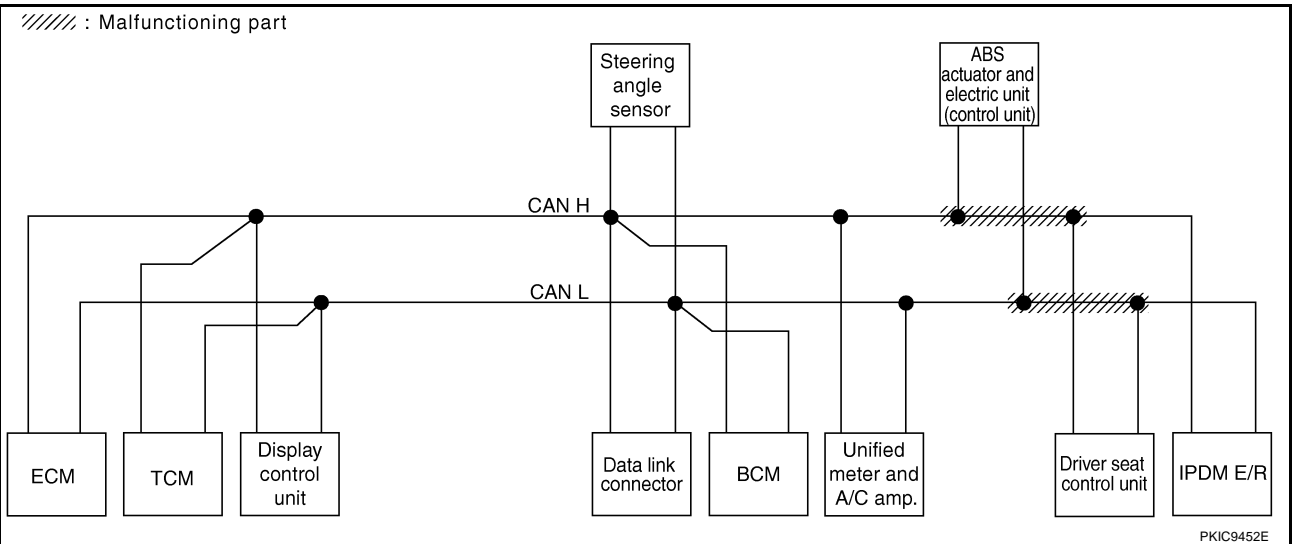 : Malfunctioning part
Steering
angle
sensor
ABS
actuator and
electric unit
(control unit)
CAN H
CAN L
ECM
TCM
Display
control
unit
Data link
connector
BCM
Unified
meter and
A/C amp.
Driver seat
control unit
IPDM E/R
PKIC9452E